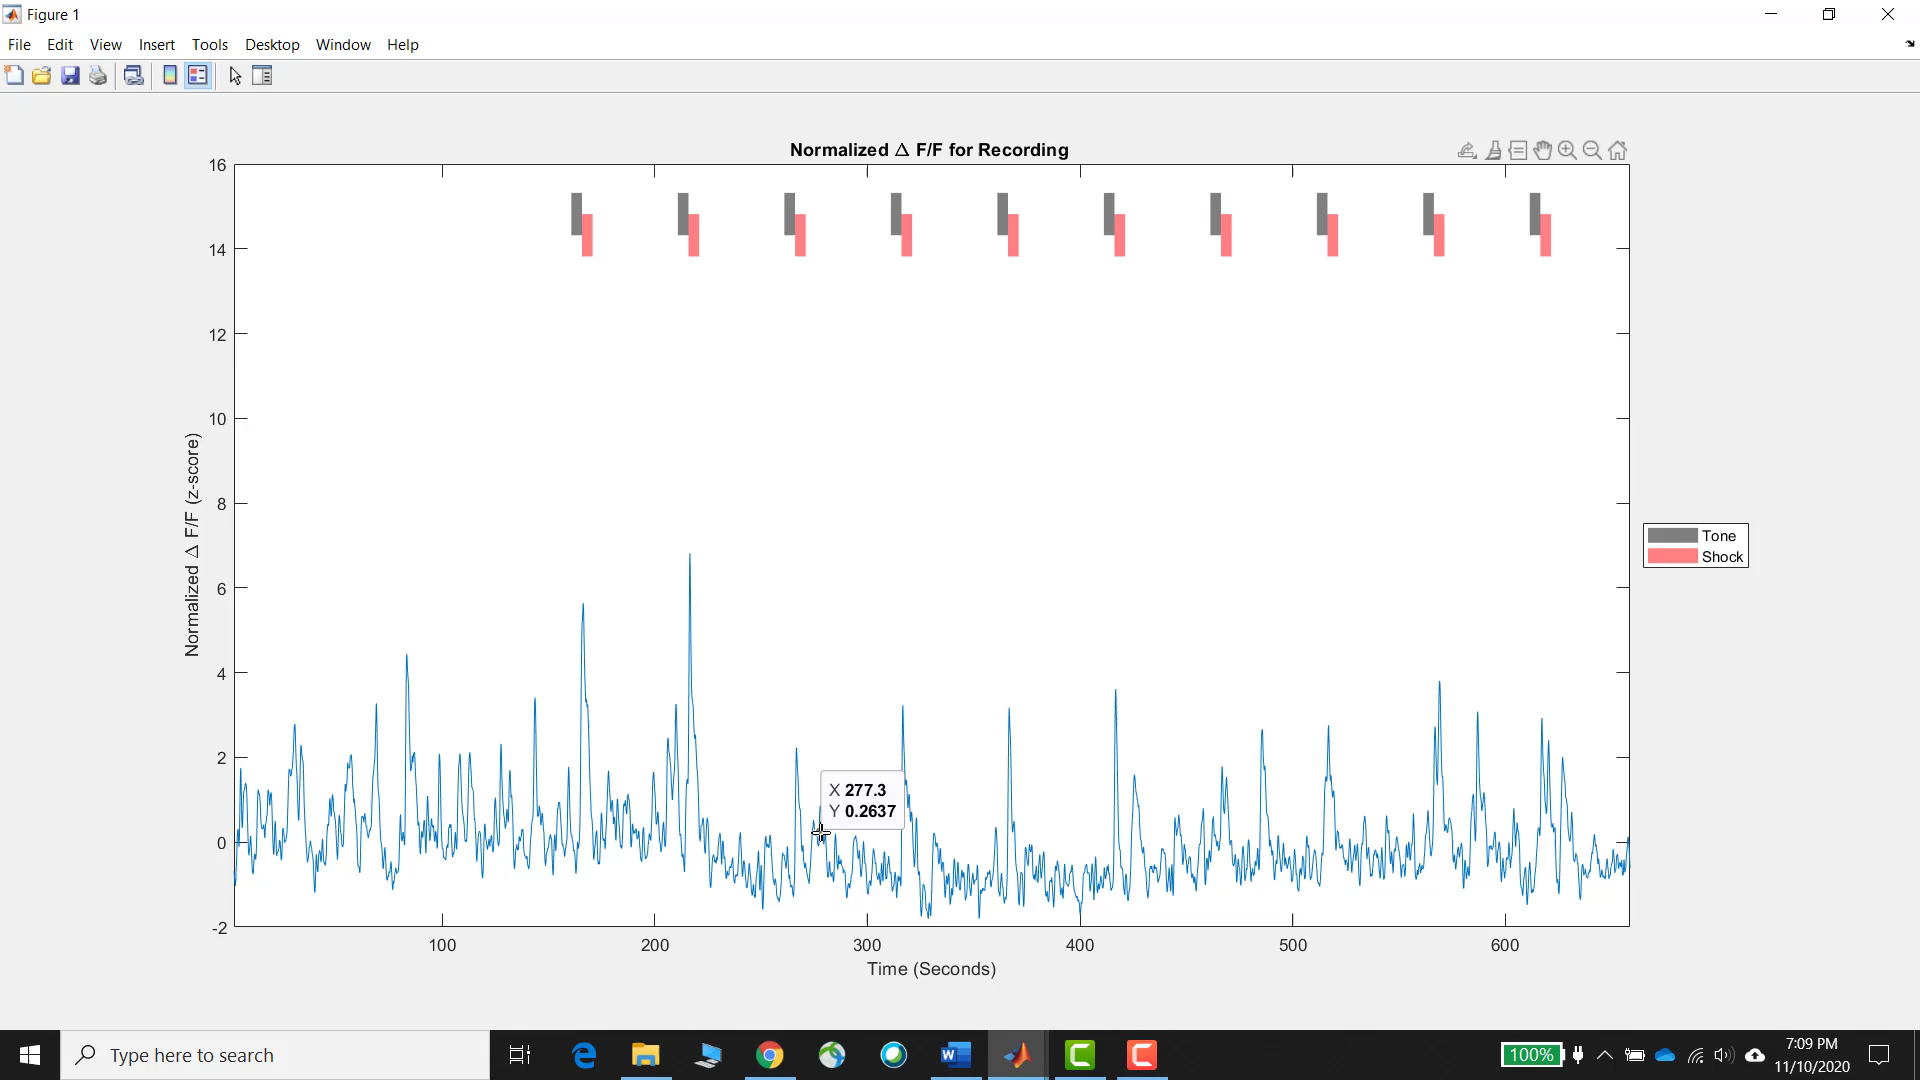 Figure 1
File Edit View Insert Tools Desktop Window Help
Normalized Δ F/F for Recording
16
14
12
10
8
6
4
2
0
-2
Normalized Δ F/F (z-score)
X 277.3
Y 0.2637
Tone
Shock
100 200 300 400 500 600
Time (Seconds)
Type here to search
100%
7:09 PM
11/10/2020